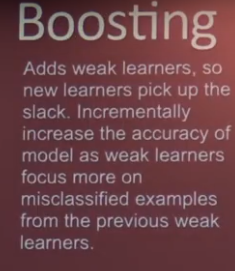 Boosting
Adds weak learners, so
new learners pick up the
slack. Incrementally
increase the accuracy of
model as weak learners
focus more on
misclassified examples
from the previous weak
learners.